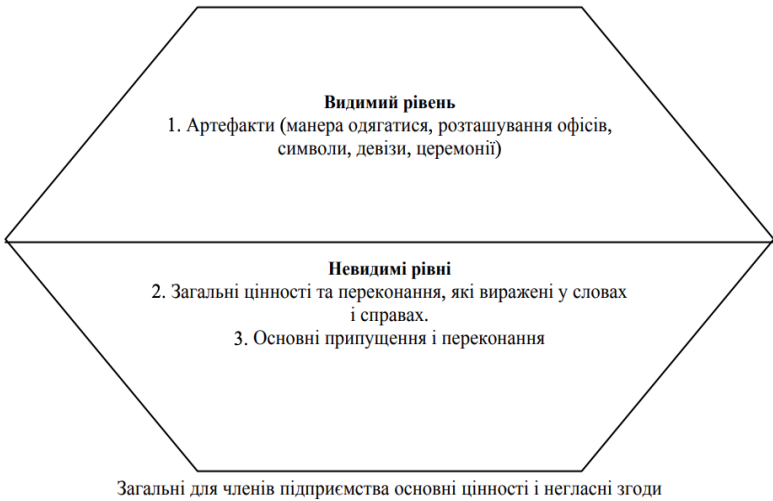 Видимий рівень
1. Артефакти (манера одягатися, розташування офісів,
символи, девізи, церемонії)
Невидимі рівні
2. Загальні цінності та переконання, які виражені у словах
і справах.
3. Основні припущення і переконання
Загальні для членів підприємства основні цінності і негласні згоди